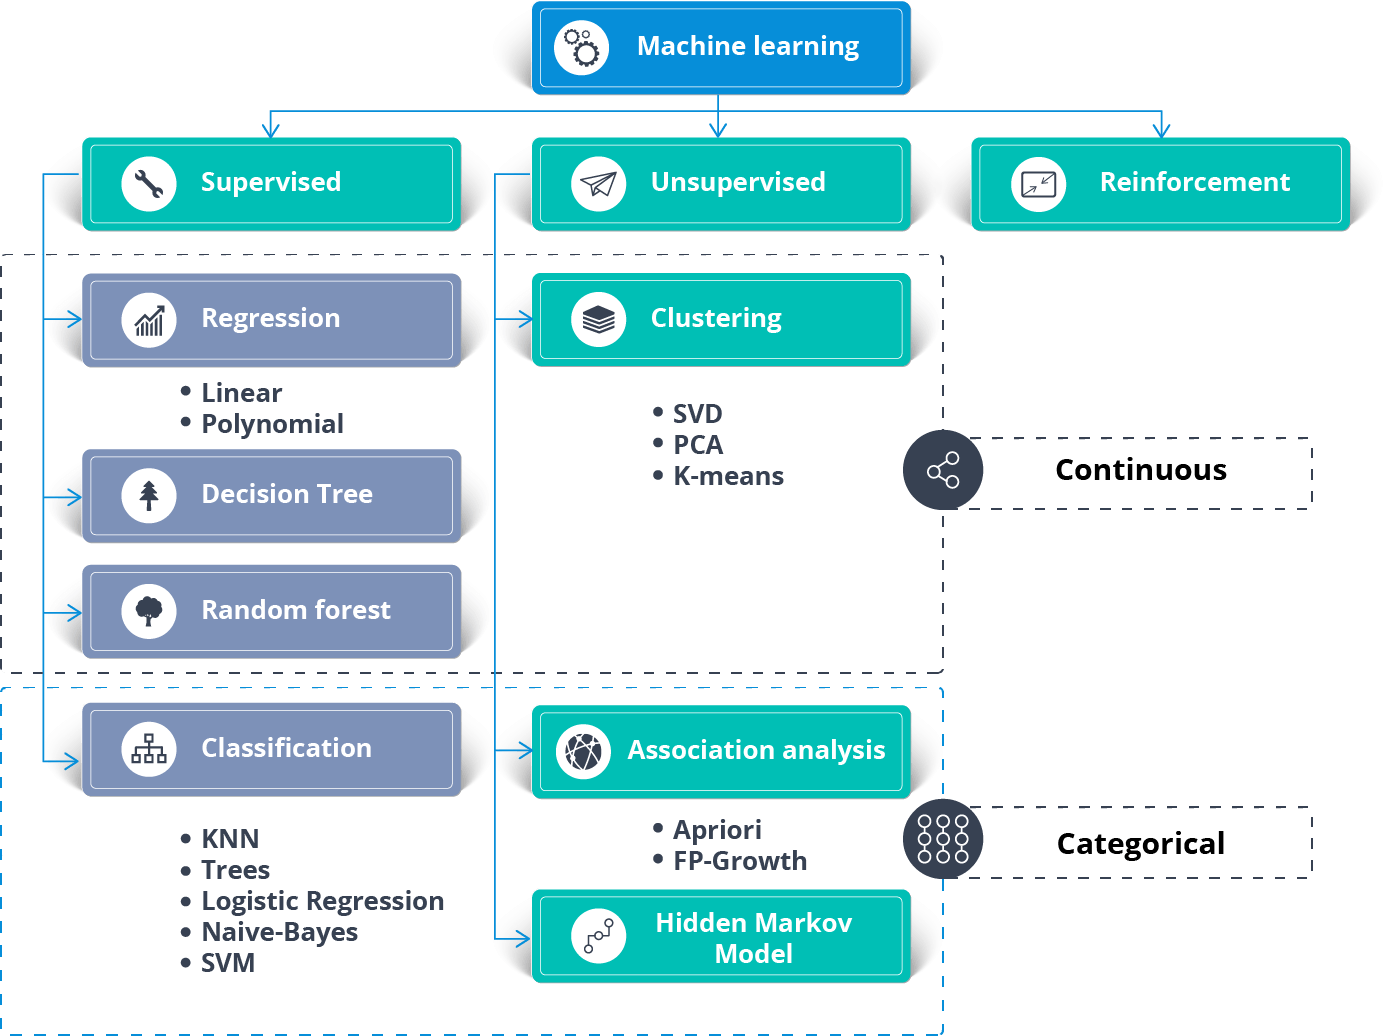 Machine learning
Supervised
Unsupervised
Reinforcement
Regression
• Linear
• Polynomial
Decision Tree
Random forest
Clustering
• SVD
• PCA
• K-means
Continuous
Classification
• KNN
• Trees
• Logistic Regression
• Naive-Bayes
• SVM
Association analysis
• Apriori
• FP-Growth
Hidden Markov
Model
Categorical